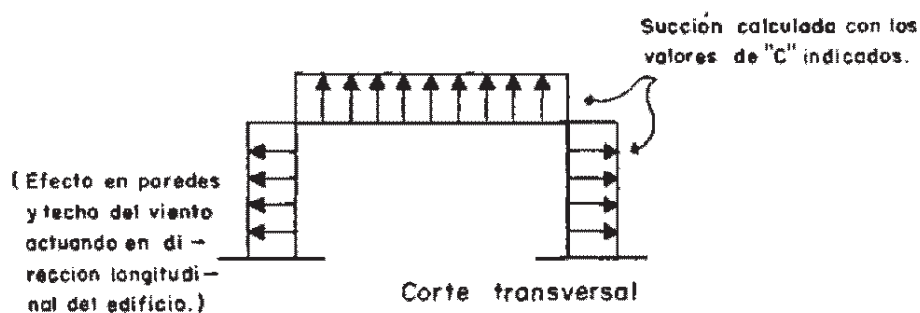 Succión calculada con los
valores de "C" indicados.
( Efecto en paredes
y techo del viento
actuando en di -
reccion longitudi-
nal del edificio.)
Corte transversal